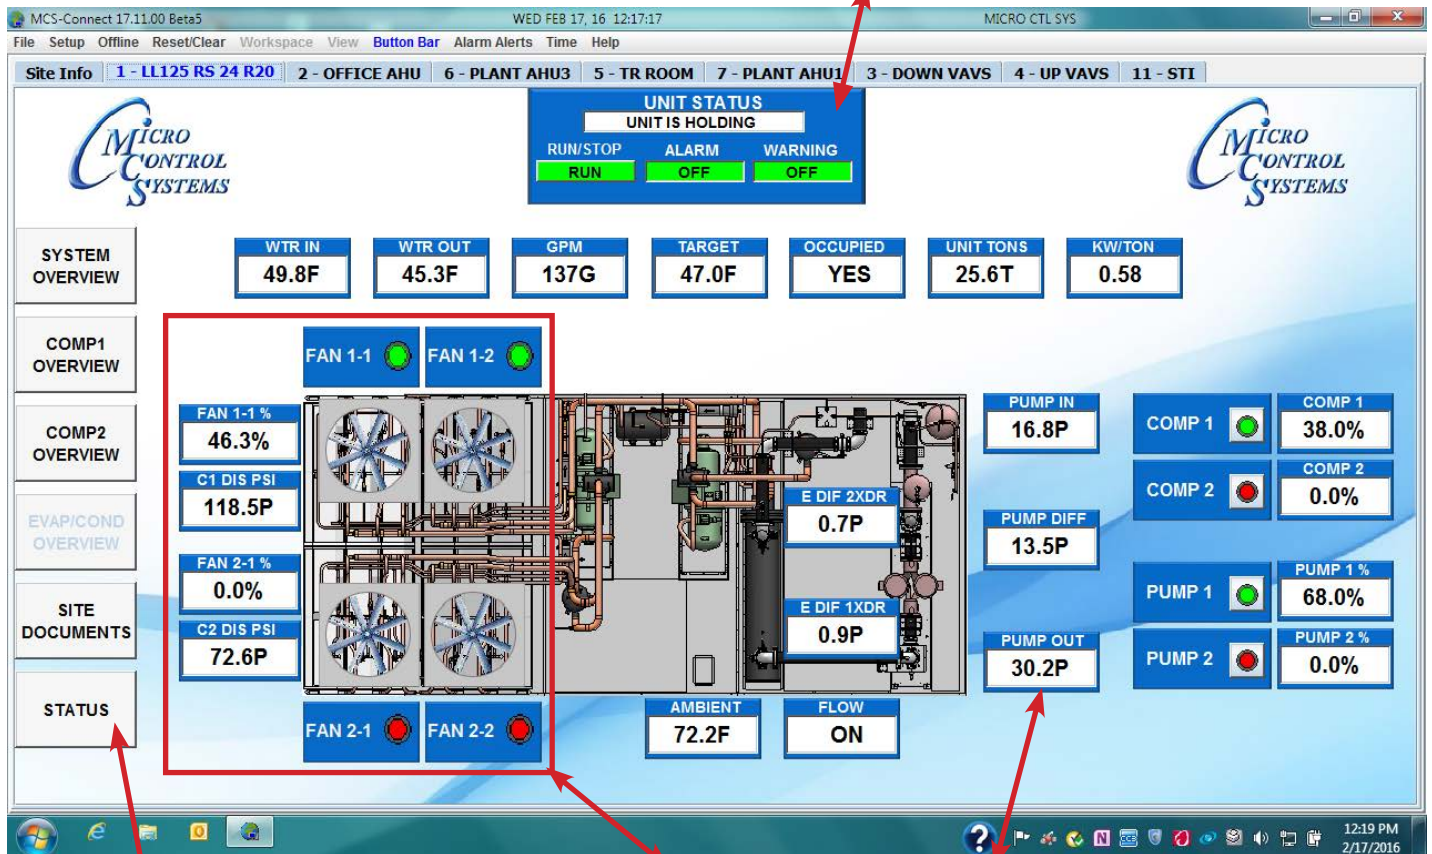 MCS-Connect 17.11.00 Beta5 WED FEB 17, 16 12:17:17 MICRO CTL SYS
File Setup Offline Reset/Clear Workspace View Button Bar Alarm Alerts Time Help
Site Info 1 - LL125 RS 24 R20 2 - OFFICE AHU 6 - PLANT AHU3 5 - TR ROOM 7 - PLANT AHU1 3 - DOWN VAVS 4 - UP VAVS 11 - STI
MICRO
CONTROL
SYSTEMS
UNIT STATUS
UNIT IS HOLDING
RUN/STOP ALARM WARNING
RUN OFF OFF
MICRO
CONTROL
SYSTEMS
SYSTEM
OVERVIEW
COMP1
OVERVIEW
COMP2
OVERVIEW
EVAP/COND
OVERVIEW
SITE
DOCUMENTS
STATUS
WTR IN WTR OUT GPM TARGET OCCUPIED UNIT TONS KW/TON
49.8F 45.3F 137G 47.0F YES 25.6T 0.58
FAN 1-1 FAN 1-2
FAN 1-1 %
46.3%
C1 DIS PSI
118.5P
FAN 2-1 %
0.0%
C2 DIS PSI
72.6P
FAN 2-1 FAN 2-2
E DIF 2XDR
0.7P
E DIF 1XDR
0.9P
AMBIENT FLOW
72.2F ON
PUMP IN
16.8P
PUMP DIFF
13.5P
PUMP OUT
30.2P
COMP 1 COMP 1
38.0%
COMP 2 COMP 2
0.0%
PUMP 1 PUMP 1 %
68.0%
PUMP 2 PUMP 2 %
0.0%
12:19 PM
2/17/2016